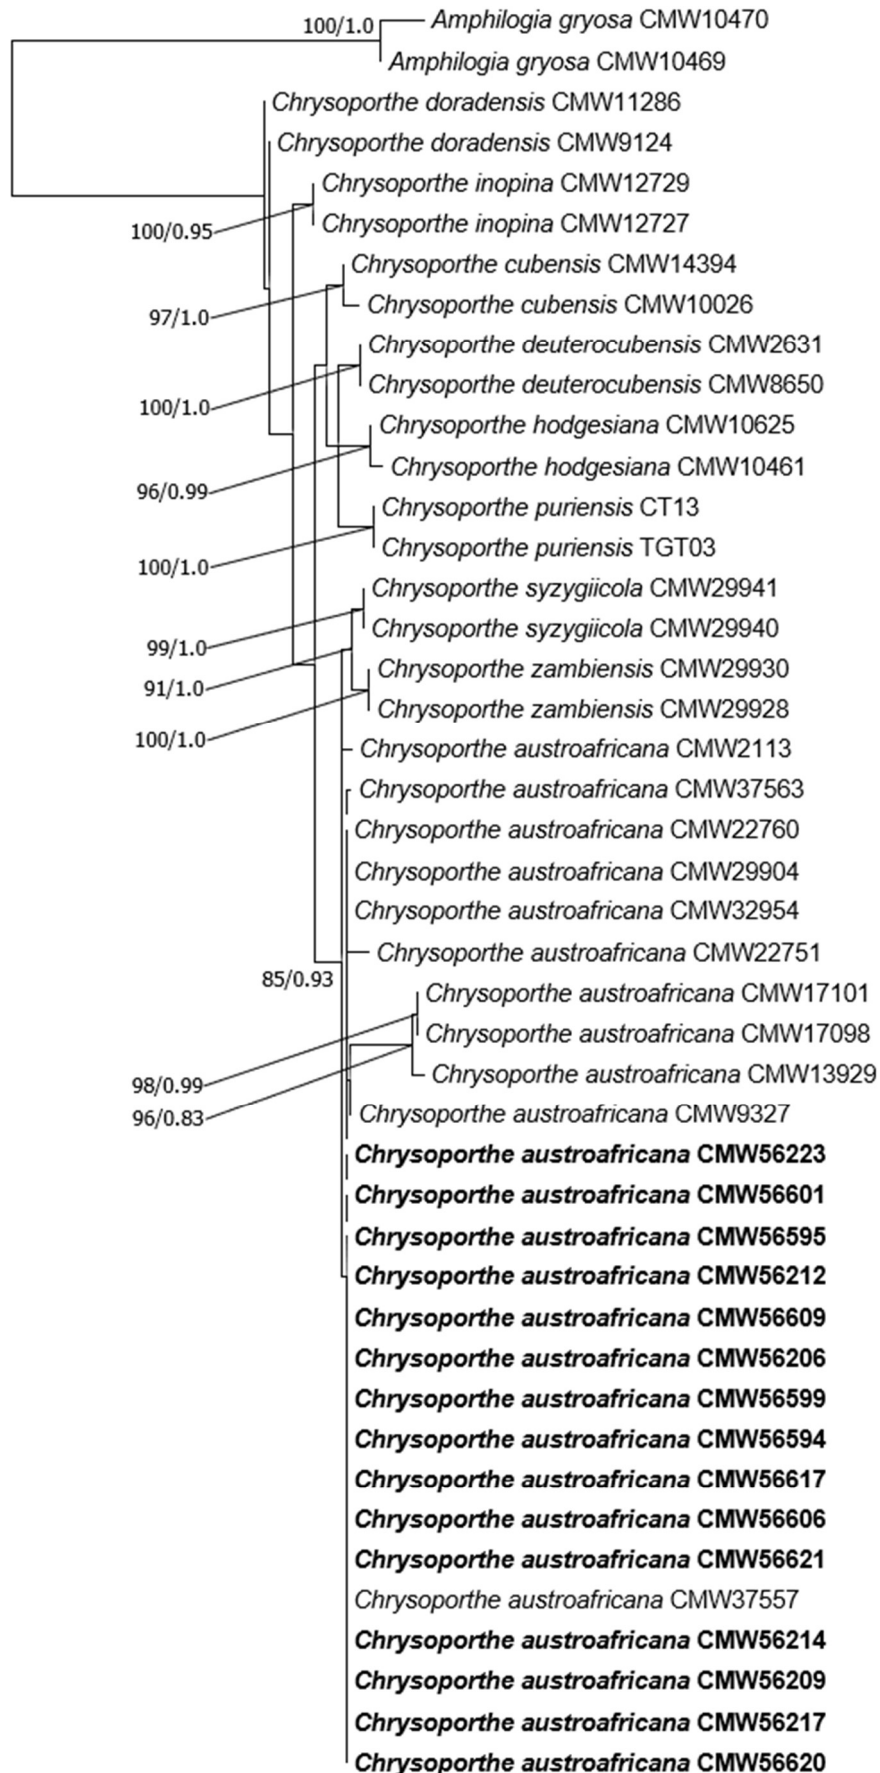 100/1.0
Amphilogia gryosa CMW10470
Amphilogia gryosa CMW10469
Chrysoporthe doradensis CMW11286
Chrysoporthe doradensis CMW9124
Chrysoporthe inopina CMW12729
Chrysoporthe inopina CMW12727
100/0.95
Chrysoporthe cubensis CMW14394
Chrysoporthe cubensis CMW10026
97/1.0
Chrysoporthe deuterocubensis CMW2631
Chrysoporthe deuterocubensis CMW8650
100/1.0
Chrysoporthe hodgesiana CMW10625
Chrysoporthe hodgesiana CMW10461
96/0.99
Chrysoporthe puriensis CT13
Chrysoporthe puriensis TGT03
100/1.0
Chrysoporthe syzygiicola CMW29941
Chrysoporthe syzygiicola CMW29940
99/1.0
Chrysoporthe zambiensis CMW29930
91/1.0
Chrysoporthe zambiensis CMW29928
100/1.0
Chrysoporthe austroafricana CMW2113
Chrysoporthe austroafricana CMW37563
Chrysoporthe austroafricana CMW22760
Chrysoporthe austroafricana CMW29904
Chrysoporthe austroafricana CMW32954
Chrysoporthe austroafricana CMW22751
85/0.93
Chrysoporthe austroafricana CMW17101
Chrysoporthe austroafricana CMW17098
Chrysoporthe austroafricana CMW13929
98/0.99
96/0.83
Chrysoporthe austroafricana CMW9327
Chrysoporthe austroafricana CMW56223
Chrysoporthe austroafricana CMW56601
Chrysoporthe austroafricana CMW56595
Chrysoporthe austroafricana CMW56212
Chrysoporthe austroafricana CMW56609
Chrysoporthe austroafricana CMW56206
Chrysoporthe austroafricana CMW56599
Chrysoporthe austroafricana CMW56594
Chrysoporthe austroafricana CMW56617
Chrysoporthe austroafricana CMW56606
Chrysoporthe austroafricana CMW56621
Chrysoporthe austroafricana CMW37557
Chrysoporthe austroafricana CMW56214
Chrysoporthe austroafricana CMW56209
Chrysoporthe austroafricana CMW56217
Chrysoporthe austroafricana CMW56620